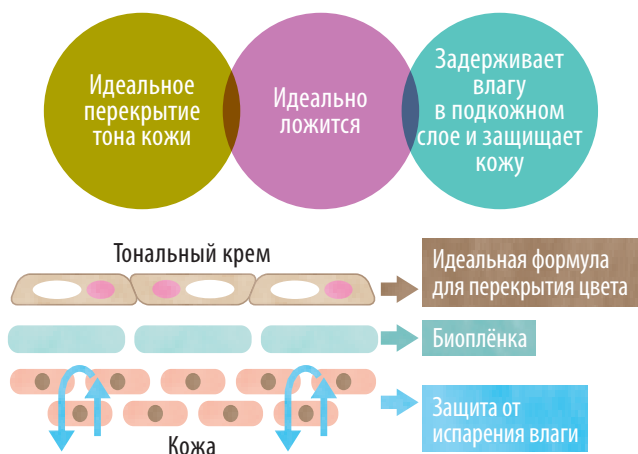 Идеальное
перекрытие
тона кожи
Идеально
ложится
Задерживает
влагу
в подкожном
слое и защищает
кожу
Тональный крем
Идеальная формула
для перекрытия цвета
Биоплёнка
Защита от
испарения влаги
Кожа